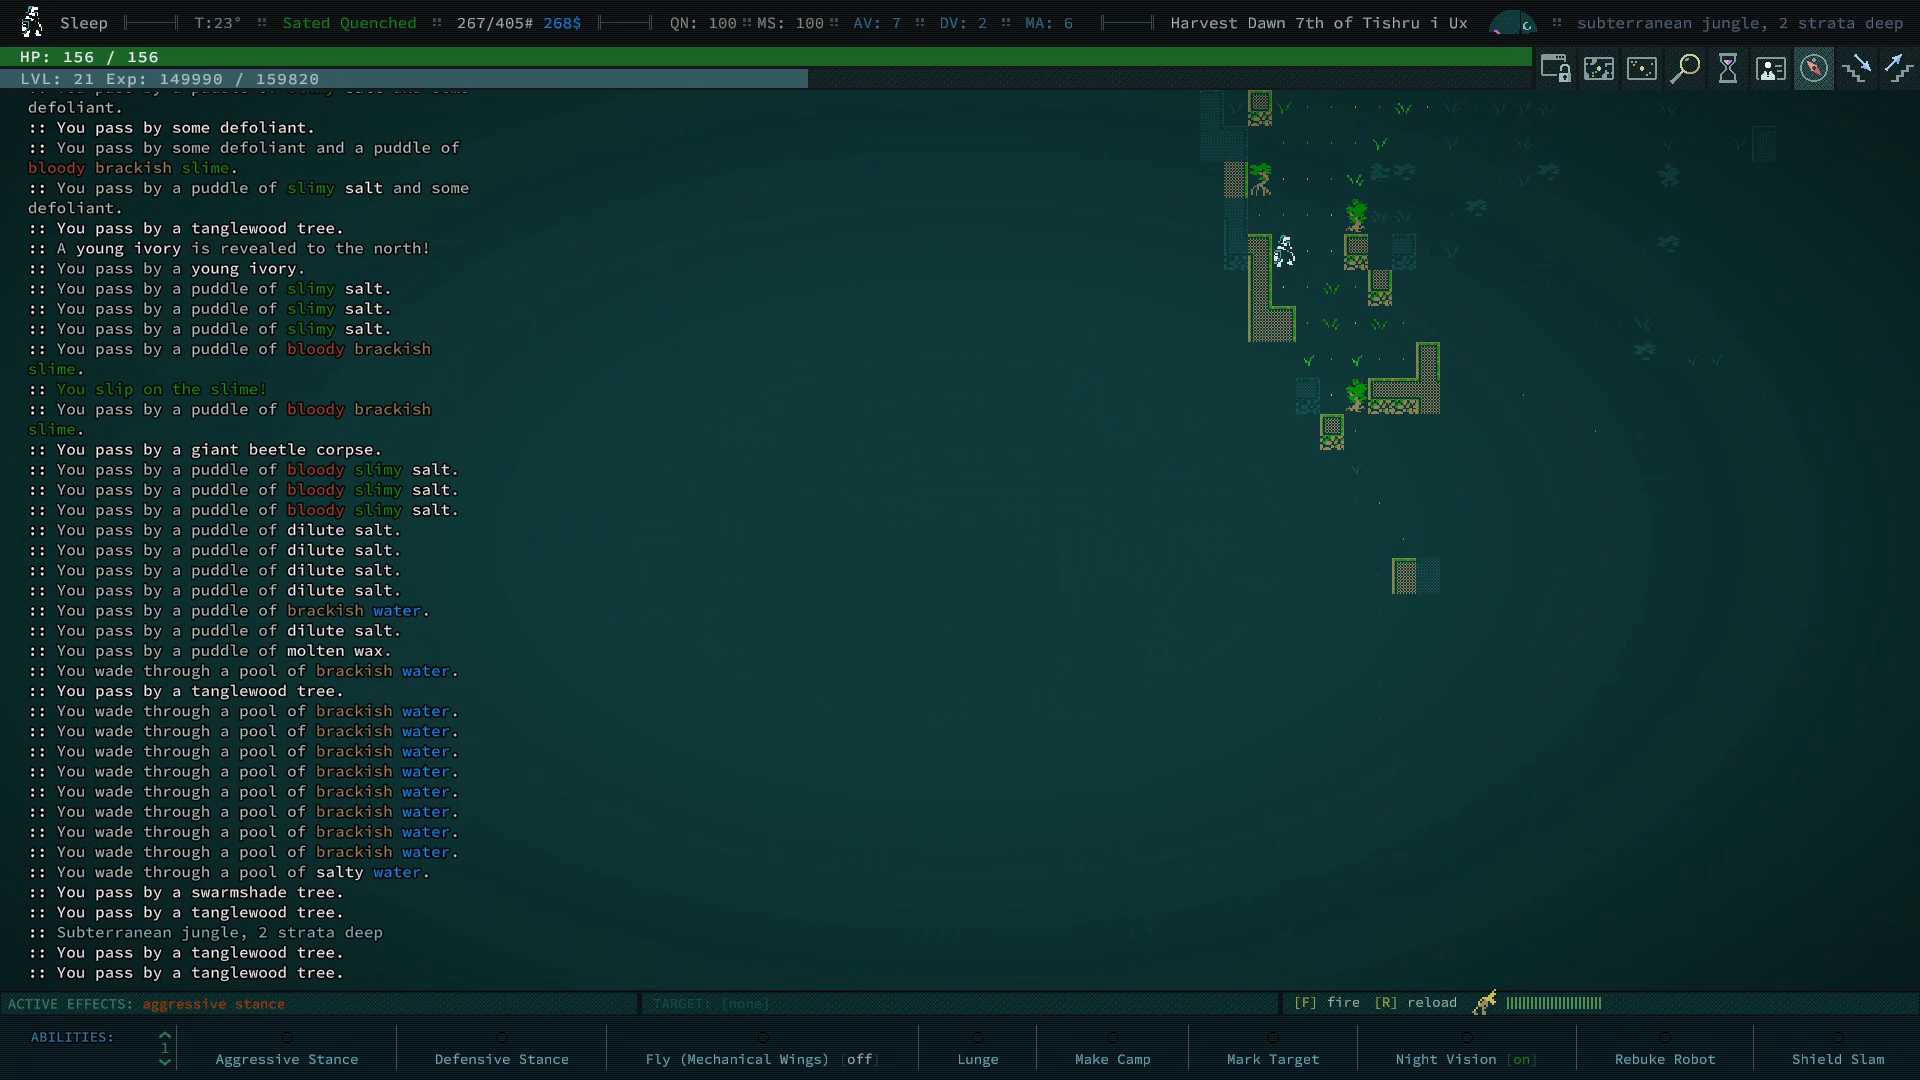 Sleep T:23° :: Sated Quenched :: 267/405# 268$ QN: 100 :: MS: 100 :: AV: 7 :: DV: 2 :: MA: 6 Harvest Dawn 7th of Tishru i Ux :: subterranean jungle, 2 strata deep
HP: 156 / 156
LVL: 21 Exp: 149990 / 159820
defoliant.
:: You pass by some defoliant.
:: You pass by some defoliant and a puddle of
bloody brackish slime.
:: You pass by a puddle of slimy salt and some
defoliant.
:: You pass by a tanglewood tree.
:: A young ivory is revealed to the north!
:: You pass by a young ivory.
:: You pass by a puddle of slimy salt.
:: You pass by a puddle of slimy salt.
:: You pass by a puddle of slimy salt.
:: You pass by a puddle of bloody brackish
slime.
:: You slip on the slime!
:: You pass by a puddle of bloody brackish
slime.
:: You pass by a giant beetle corpse.
:: You pass by a puddle of bloody slimy salt.
:: You pass by a puddle of bloody slimy salt.
:: You pass by a puddle of bloody slimy salt.
:: You pass by a puddle of dilute salt.
:: You pass by a puddle of dilute salt.
:: You pass by a puddle of dilute salt.
:: You pass by a puddle of dilute salt.
:: You pass by a puddle of brackish water.
:: You pass by a puddle of dilute salt.
:: You pass by a puddle of molten wax.
:: You wade through a pool of brackish water.
:: You pass by a tanglewood tree.
:: You wade through a pool of brackish water.
:: You wade through a pool of brackish water.
:: You wade through a pool of brackish water.
:: You wade through a pool of brackish water.
:: You wade through a pool of brackish water.
:: You wade through a pool of brackish water.
:: You wade through a pool of brackish water.
:: You wade through a pool of brackish water.
:: You wade through a pool of salty water.
:: You pass by a swarmshade tree.
:: You pass by a tanglewood tree.
:: Subterranean jungle, 2 strata deep
:: You pass by a tanglewood tree.
:: You pass by a tanglewood tree.
ACTIVE EFFECTS: aggressive stance TARGET: [none] [F] fire [R] reload
ABILITIES: 1 Aggressive Stance Defensive Stance Fly (Mechanical Wings) [off] Lunge Make Camp Mark Target Night Vision [on] Rebuke Robot Shield Slam